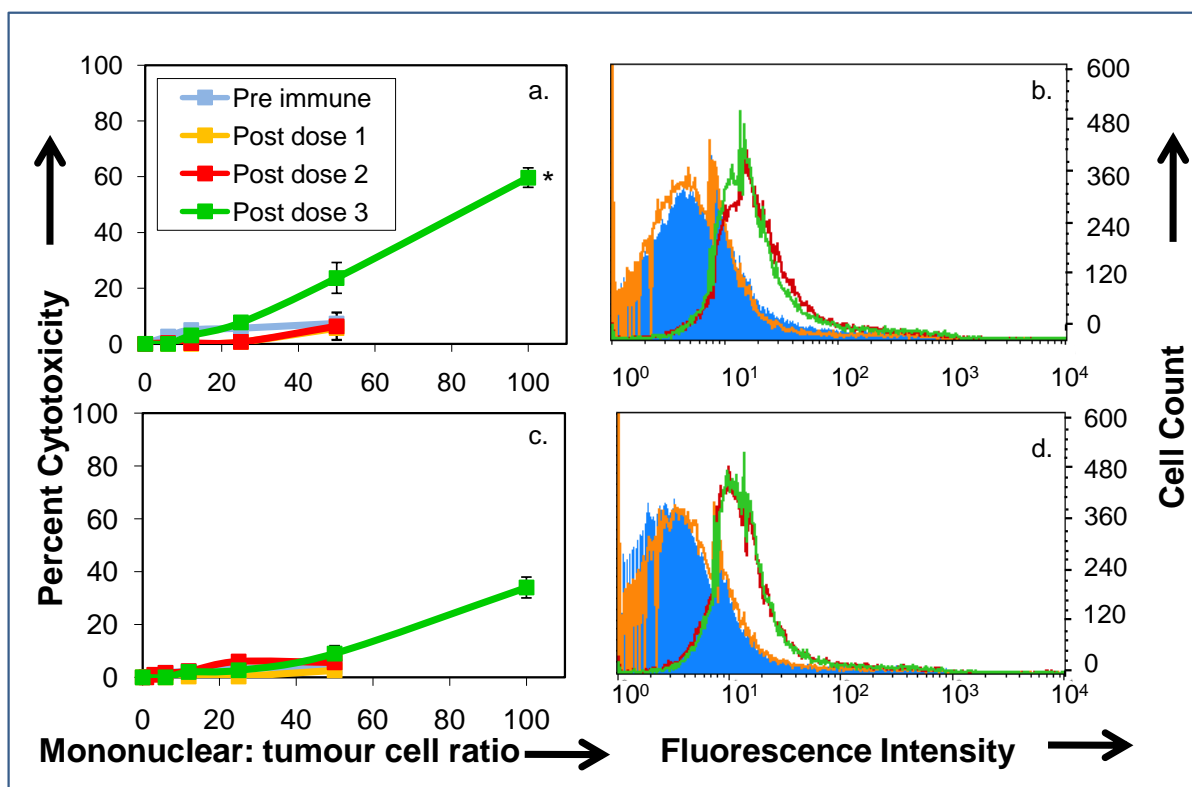 Percent Cytotoxicity
a.
100
80
60
40
20
0
Pre immune
Post dose 1
Post dose 2
Post dose 3
*
0 20 40 60 80 100
b.
600
480
360
240
120
0
10⁰ 10¹ 10² 10³ 10⁴
Cell Count
c.
100
80
60
40
20
0
0 20 40 60 80 100
d.
600
480
360
240
120
0
10⁰ 10¹ 10² 10³ 10⁴
Mononuclear: tumour cell ratio
Fluorescence Intensity